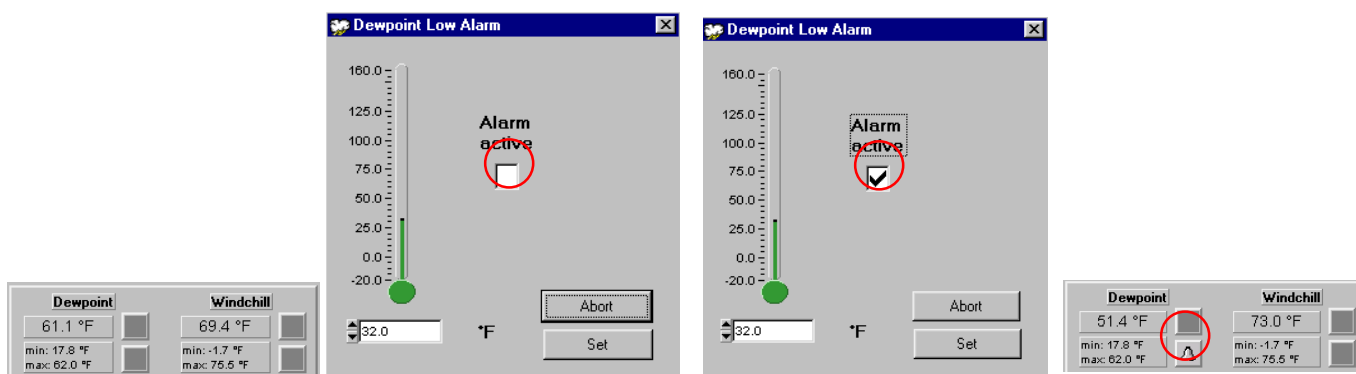 Dewpoint Windchill
61.1 °F 69.4 °F
min: 17.8 °F min: -1.7 °F
max: 62.0 °F max: 75.5 °F
Dewpoint Low Alarm
160.0
125.0
100.0
75.0
50.0
25.0
0.0
-20.0
Alarm
active
32.0 °F
Abort
Set
Dewpoint Low Alarm
160.0
125.0
100.0
75.0
50.0
25.0
0.0
-20.0
Alarm
active
32.0 °F
Abort
Set
Dewpoint Windchill
51.4 °F 73.0 °F
min: 17.8 °F min: -1.7 °F
max: 62.0 °F max: 75.5 °F